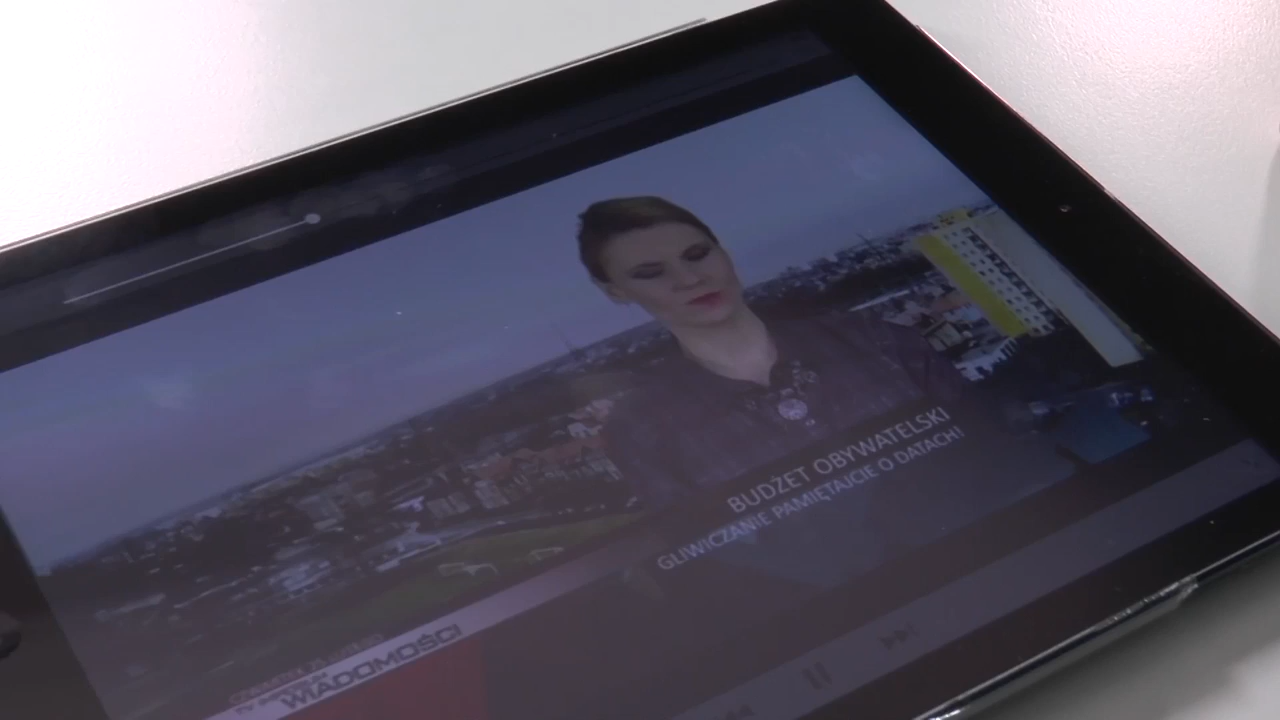 BUDŻET OBYWATELSKI
GLIWICZANIE PAMIĘTAJCIE O DATACH!
WIADOMOŚCI